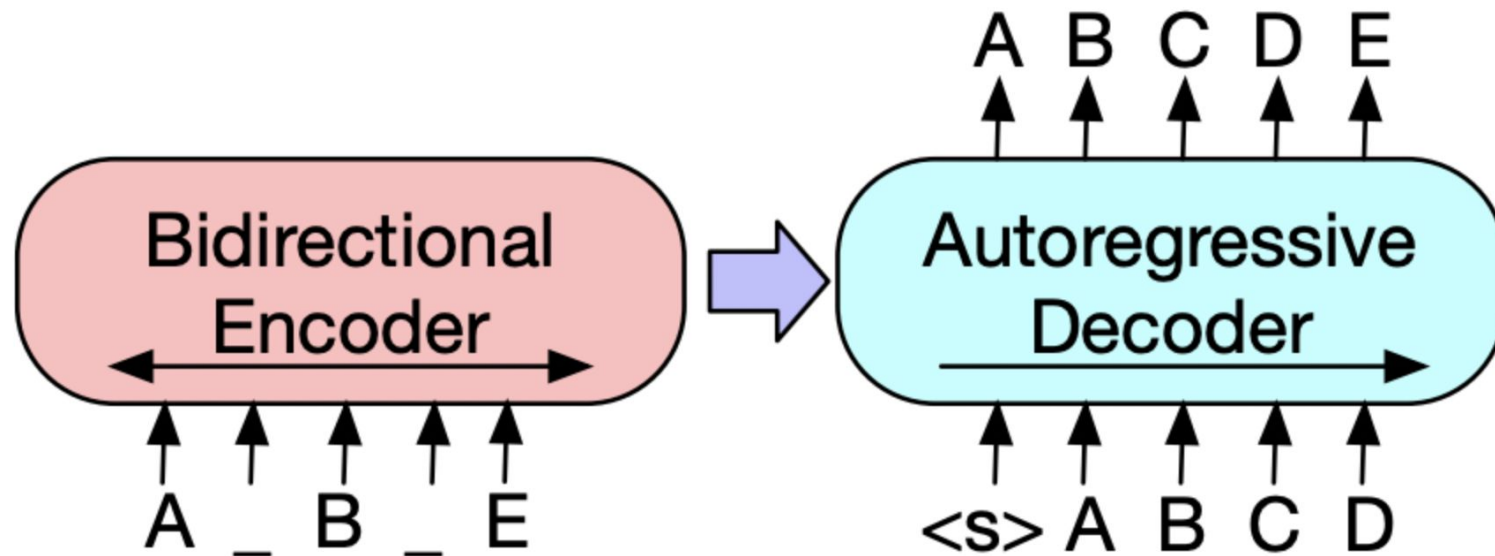 A B C D E
Bidirectional
Encoder
Autoregressive
Decoder
A _ B _ E
<s> A B C D